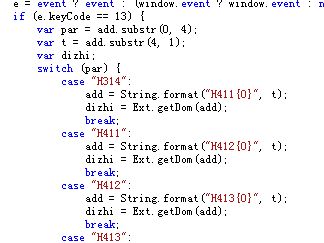 e = event ? event : (window.event ? window.event : n
if (e.keyCode == 13) {
var par = add.substr(0, 4);
var t = add.substr(4, 1);
var dizhi;
switch (par) {
case "H314":
add = String.format("H411{0}", t);
dizhi = Ext.getDom(add);
break;
case "H411":
add = String.format("H412{0}", t);
dizhi = Ext.getDom(add);
break;
case "H412":
add = String.format("H413{0}", t);
dizhi = Ext.getDom(add);
break;
case "H413":